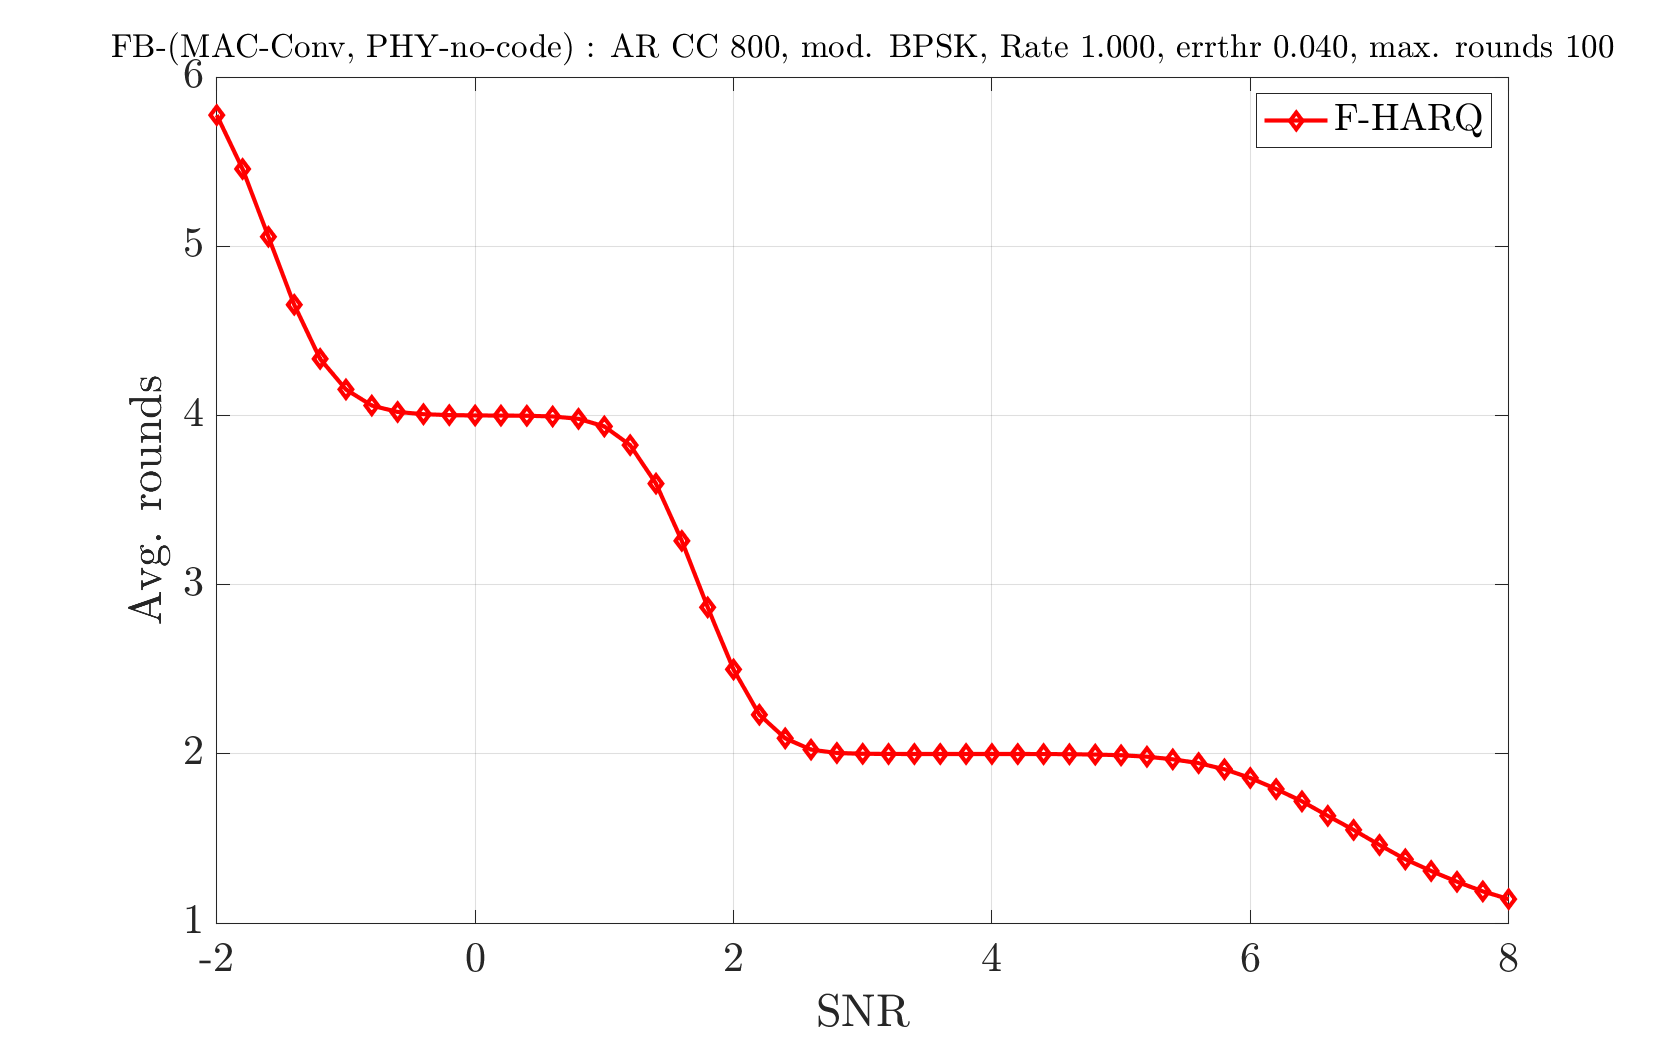 FB-(MAC-Conv, PHY-no-code) : AR CC 800, mod. BPSK, Rate 1.000, errthr 0.040, max. rounds 100
F-HARQ
6
5
4
3
2
1
Avg. rounds
-2 0 2 4 6 8
SNR